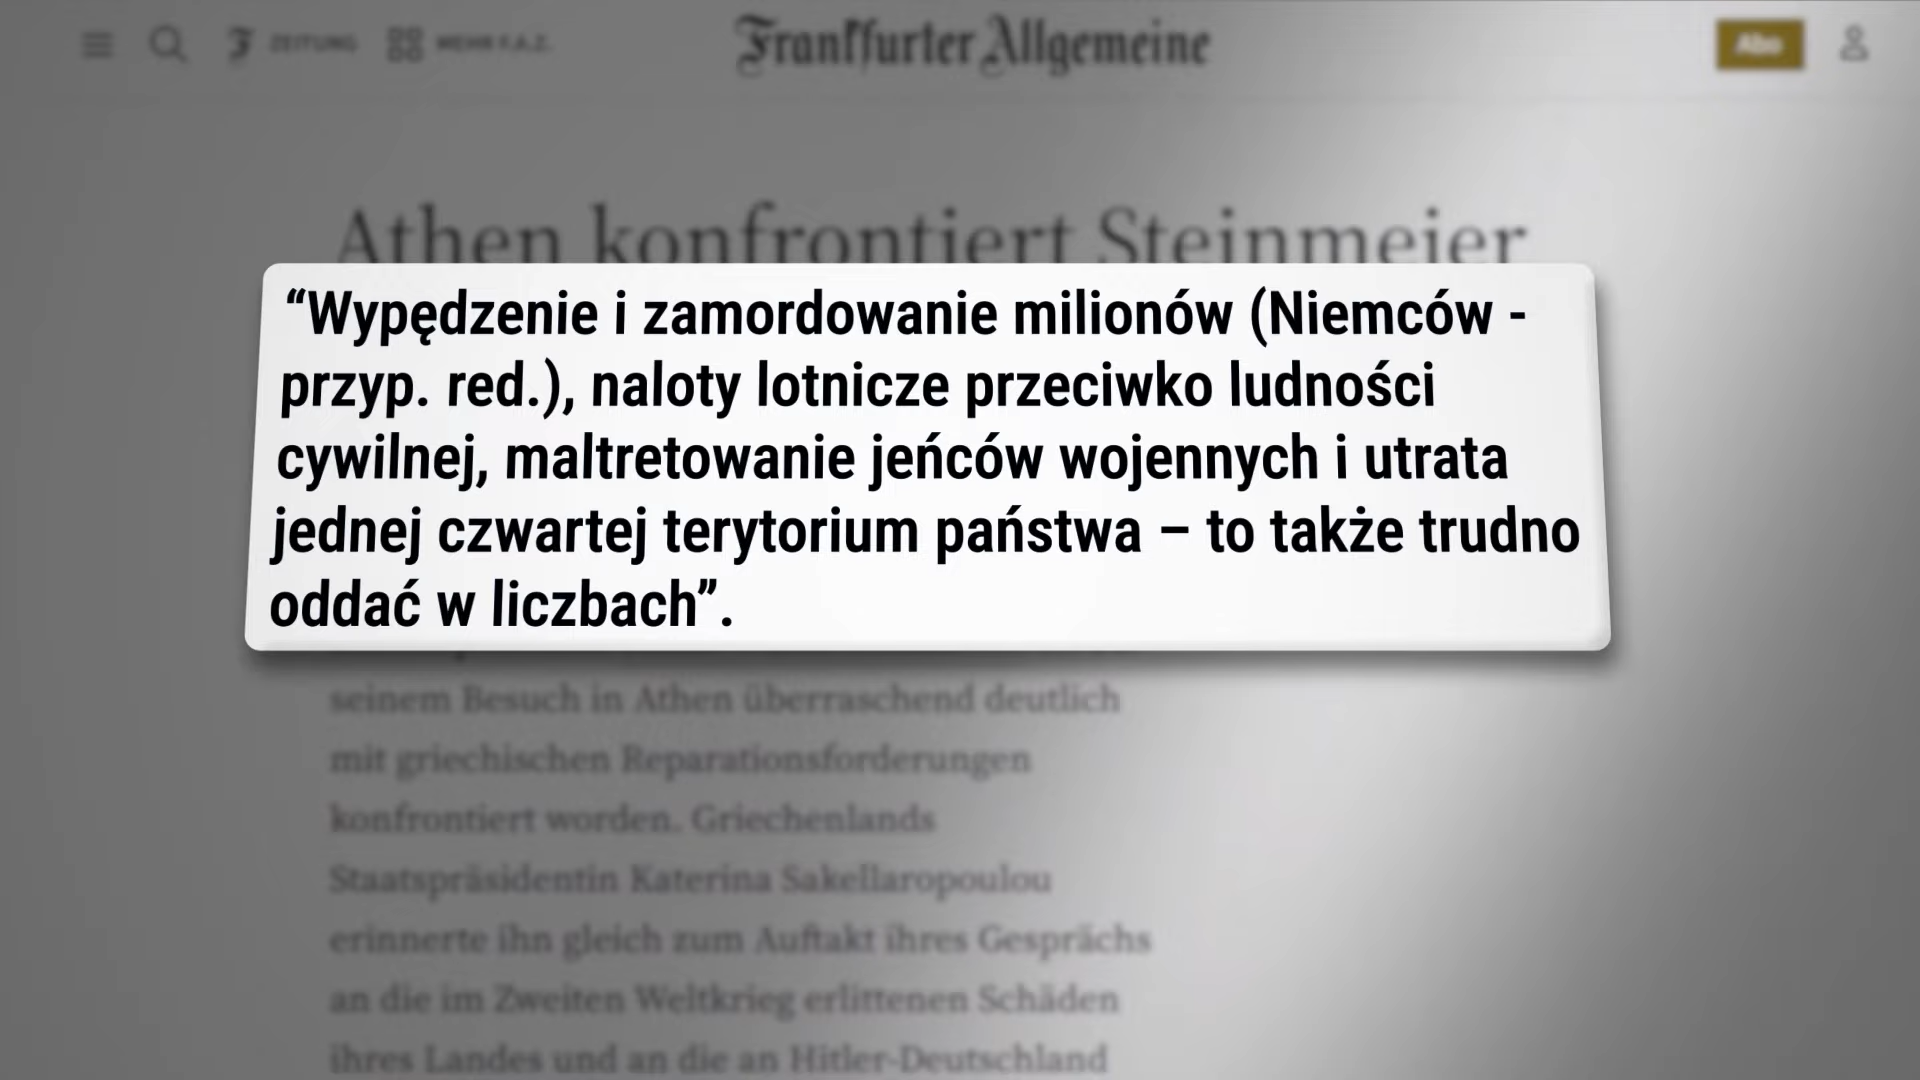 ZEITUNG
MEHR F.A.Z.
Frankfurter Allgemeine
Abo
Athen konfrontiert Steinmeier
“Wypędzenie i zamordowanie milionów (Niemców -
przyp. red.), naloty lotnicze przeciwko ludności
cywilnej, maltretowanie jeńców wojennych i utrata
jednej czwartej terytorium państwa – to także trudno
oddać w liczbach”.
seinem Besuch in Athen überraschend deutlich
mit griechischen Reparationsforderungen
konfrontiert worden. Griechenlands
Staatspräsidentin Katerina Sakellaropoulou
erinnerte ihn gleich zum Auftakt ihres Gesprächs
an die im Zweiten Weltkrieg erlittenen Schäden
ihres Landes und an die an Hitler-Deutschland